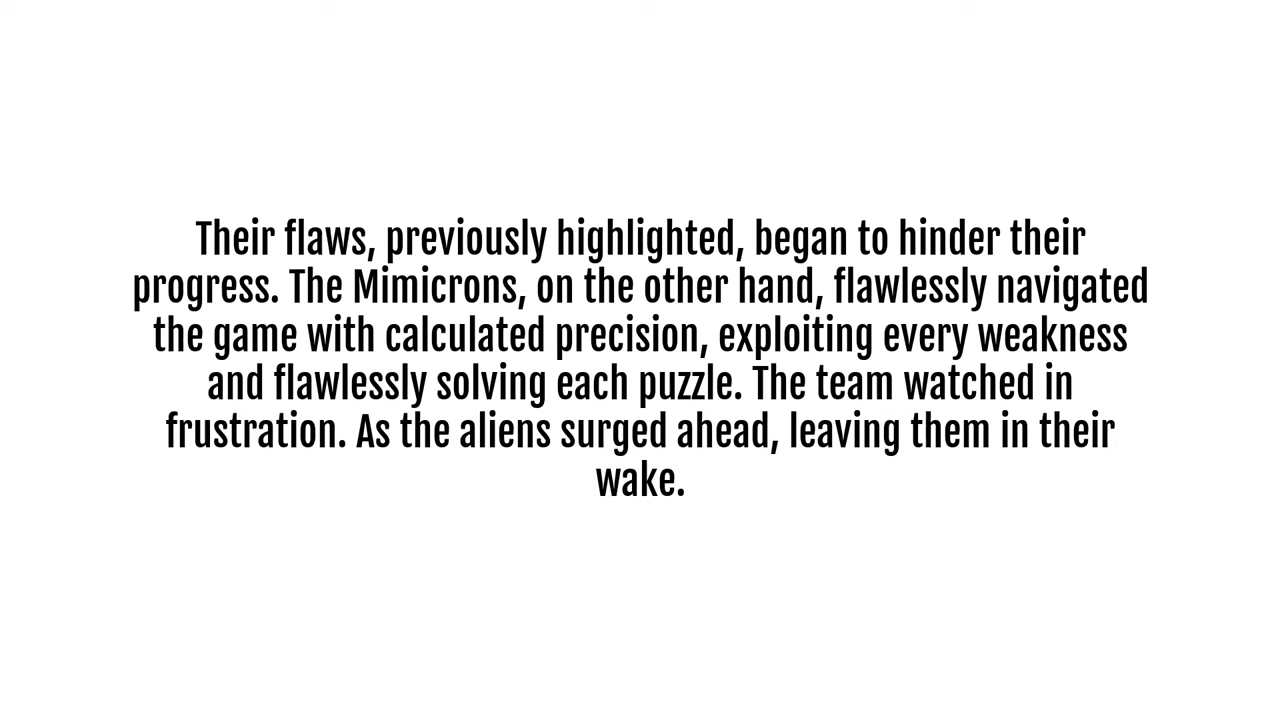 Their flaws, previously highlighted, began to hinder their
progress. The Mimicrons, on the other hand, flawlessly navigated
the game with calculated precision, exploiting every weakness
and flawlessly solving each puzzle. The team watched in
frustration. As the aliens surged ahead, leaving them in their
wake.